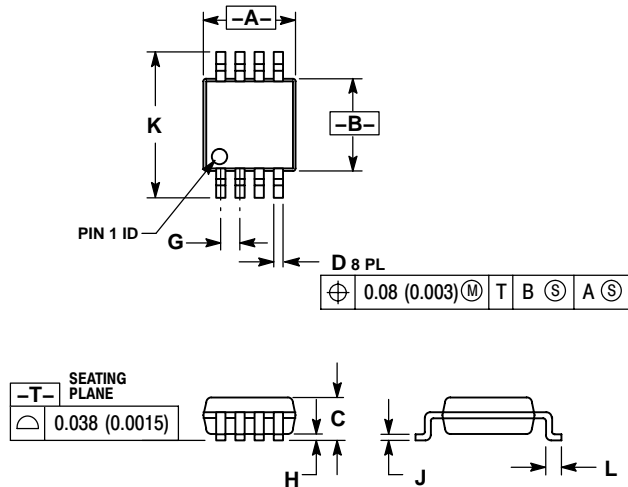 –A–
K
–B–
PIN 1 ID
G
D 8 PL
⌖ 0.08 (0.003) Ⓜ T B Ⓢ A Ⓢ
–T– SEATING
PLANE
⌓ 0.038 (0.0015)
C
H
J
L